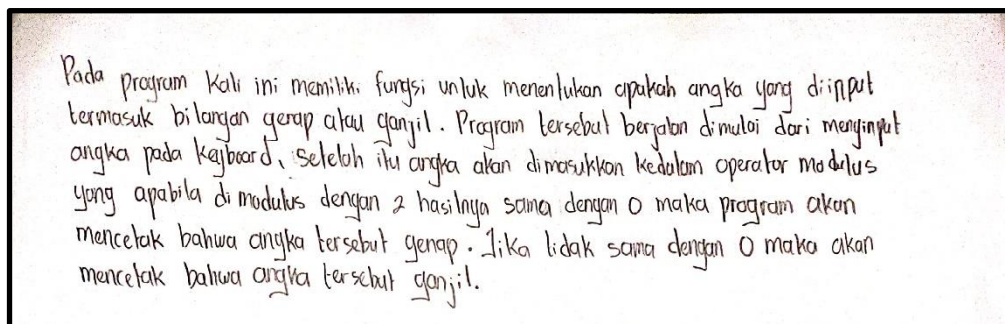 Pada program kali ini memiliki fungsi untuk menentukan apakah angka yang diinput
termasuk bilangan genap atau ganjil. Program tersebut berjalan dimulai dari menginput
angka pada keyboard, setelah itu angka akan dimasukkan kedalam operator modulus
yang apabila di modulus dengan 2 hasilnya sama dengan 0 maka program akan
mencetak bahwa angka tersebut genap. Jika tidak sama dengan 0 maka akan
mencetak bahwa angka tersebut ganjil.